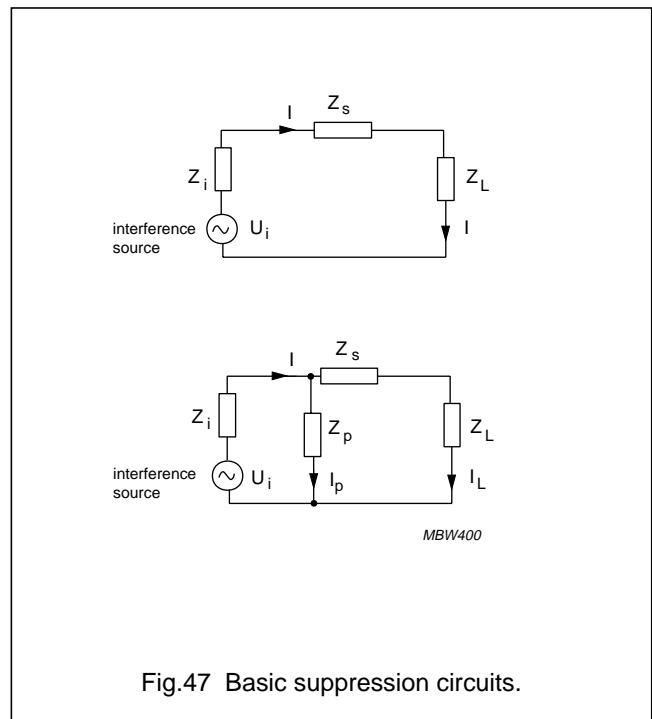 I
Z s
Z i
Z L
interference
source
U i
I
I
Z s
Z i
Z p
Z L
interference
source
U i
I p
I L
MBW400
Fig.47 Basic suppression circuits.